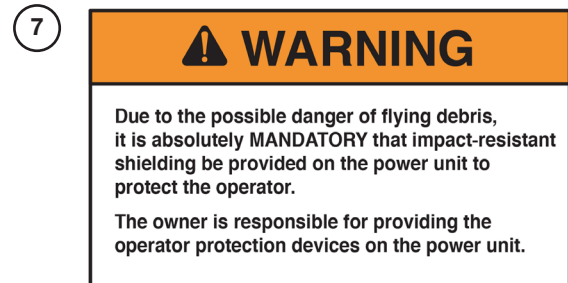 7
WARNING
Due to the possible danger of flying debris,
it is absolutely MANDATORY that impact-resistant
shielding be provided on the power unit to
protect the operator.
The owner is responsible for providing the
operator protection devices on the power unit.